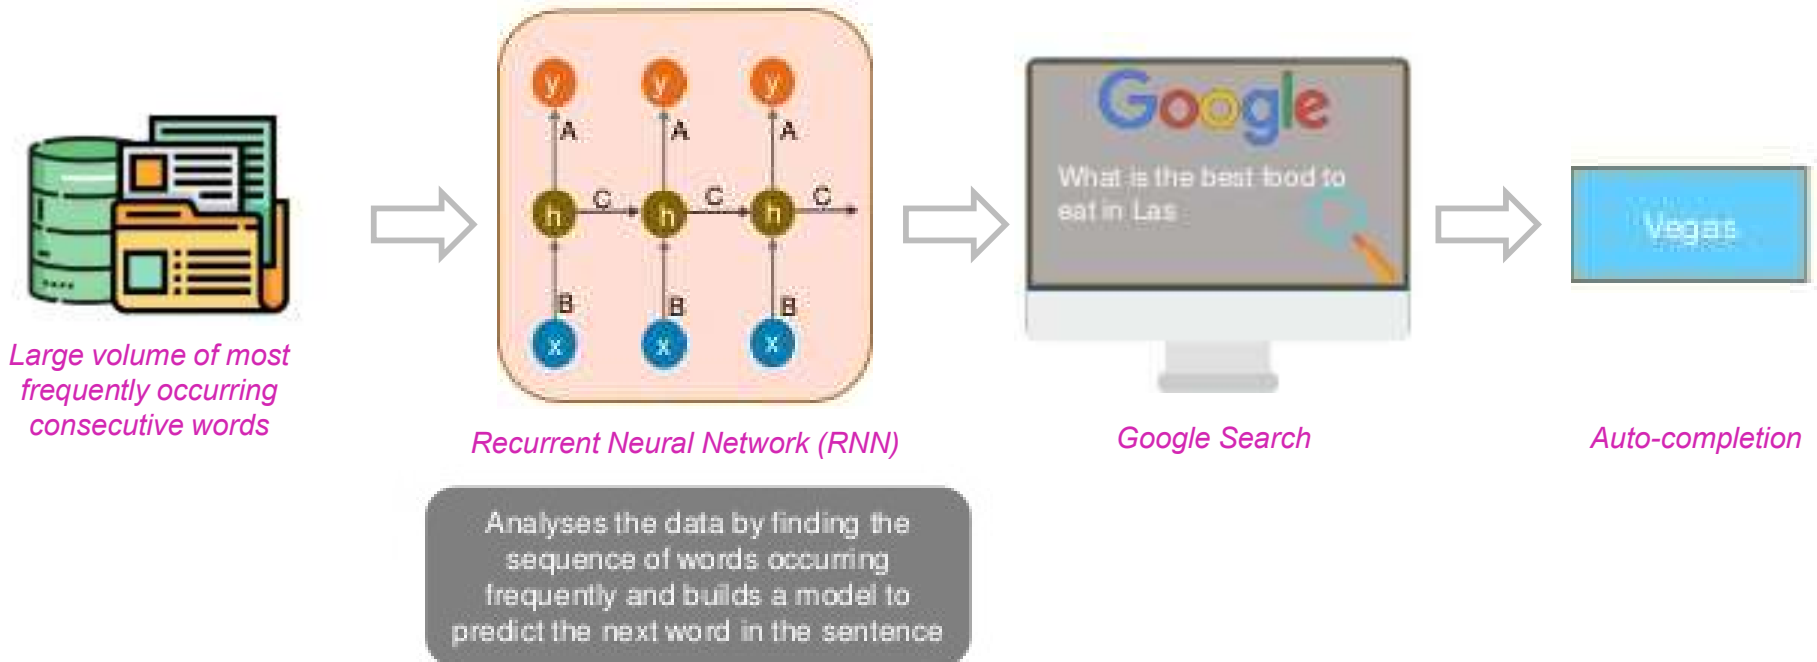 Large volume of most
frequently occurring
consecutive words
y y y
A A A
h C h C h C
B B B
x x x
Recurrent Neural Network (RNN)
Analyses the data by finding the
sequence of words occurring
frequently and builds a model to
predict the next word in the sentence
Google
What is the best food to
eat in Las
Google Search
Vegas
Auto-completion